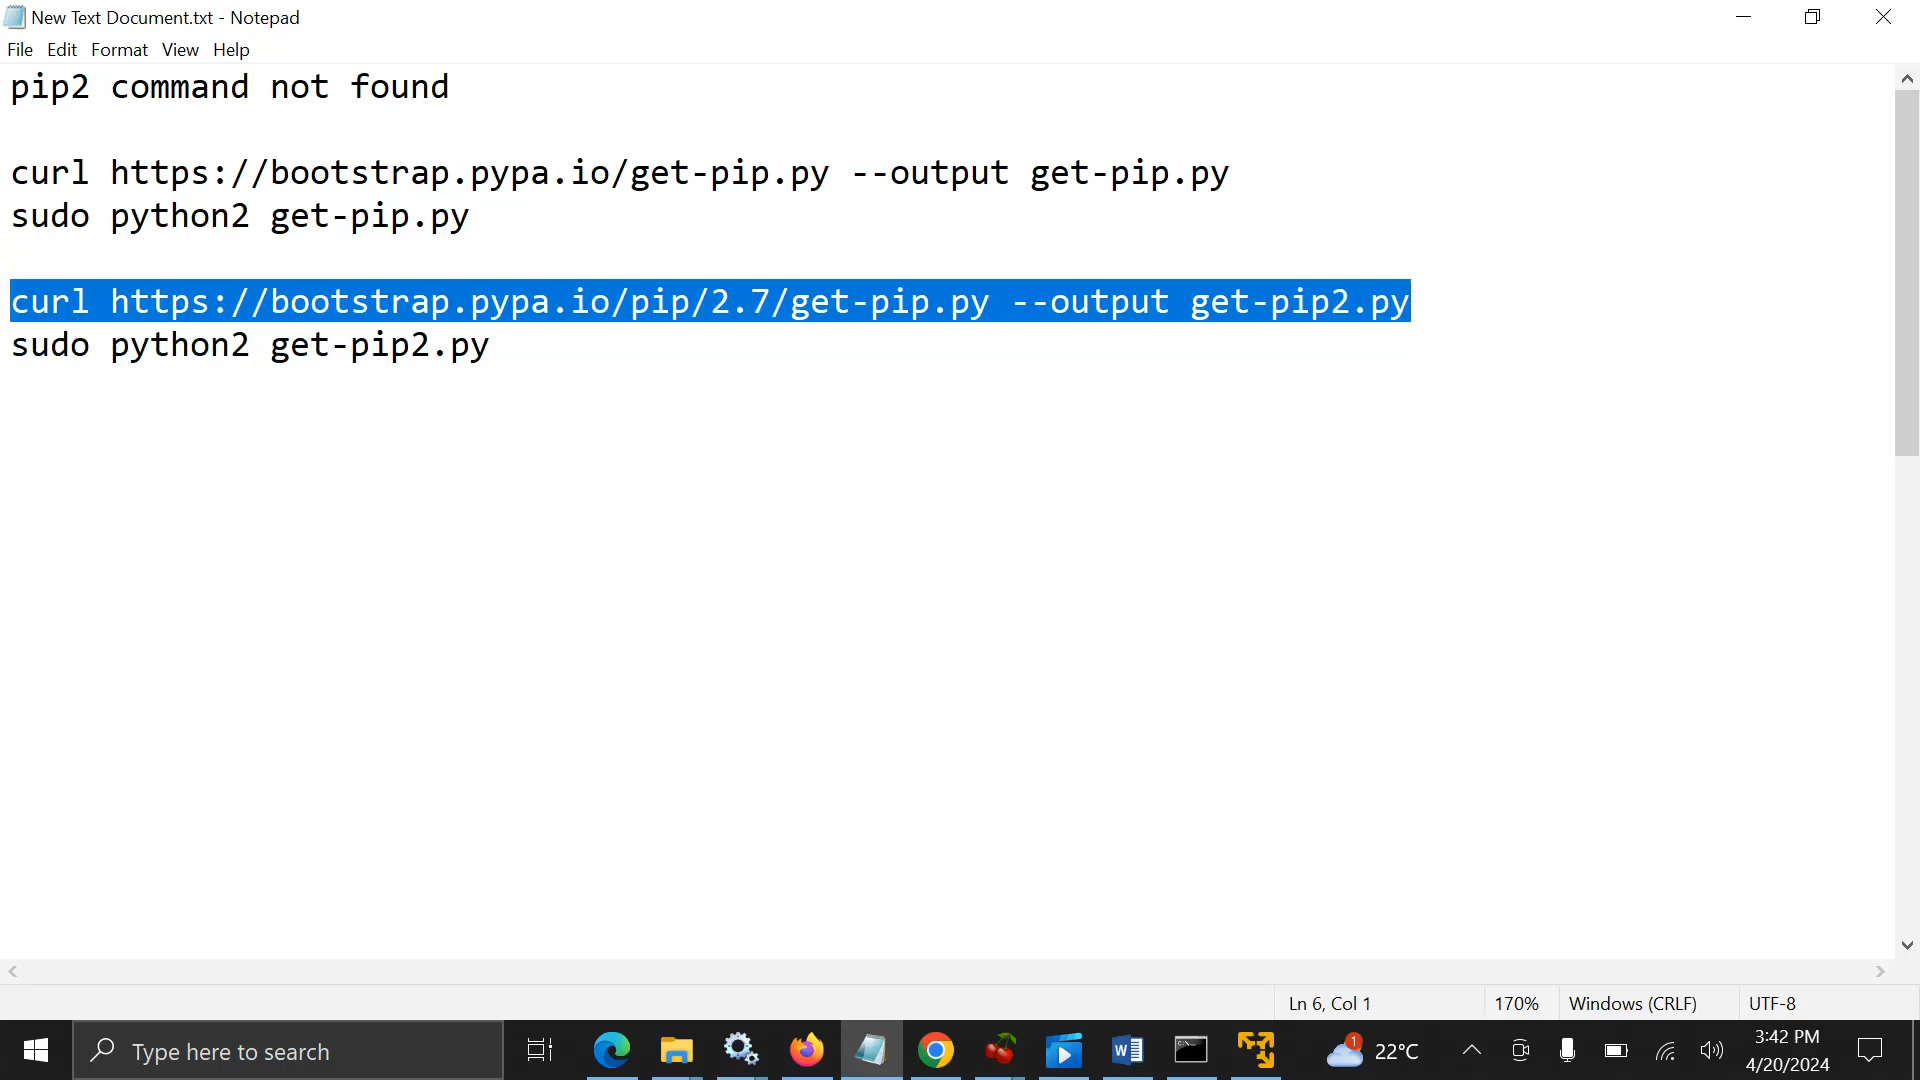 New Text Document.txt - Notepad
File Edit Format View Help
pip2 command not found
curl https://bootstrap.pypa.io/get-pip.py --output get-pip.py
sudo python2 get-pip.py
curl https://bootstrap.pypa.io/pip/2.7/get-pip.py --output get-pip2.py
sudo python2 get-pip2.py
Ln 6, Col 1 170% Windows (CRLF) UTF-8
Type here to search 1 22°C 3:42 PM
4/20/2024